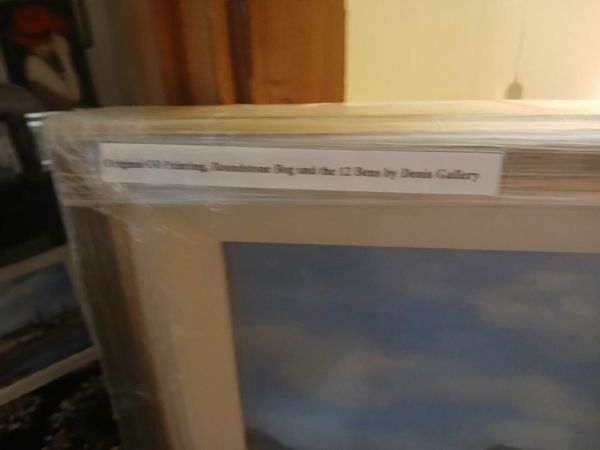 Original Oil Painting, Roundstone Bog and the 12 Bens by Denis Gallery